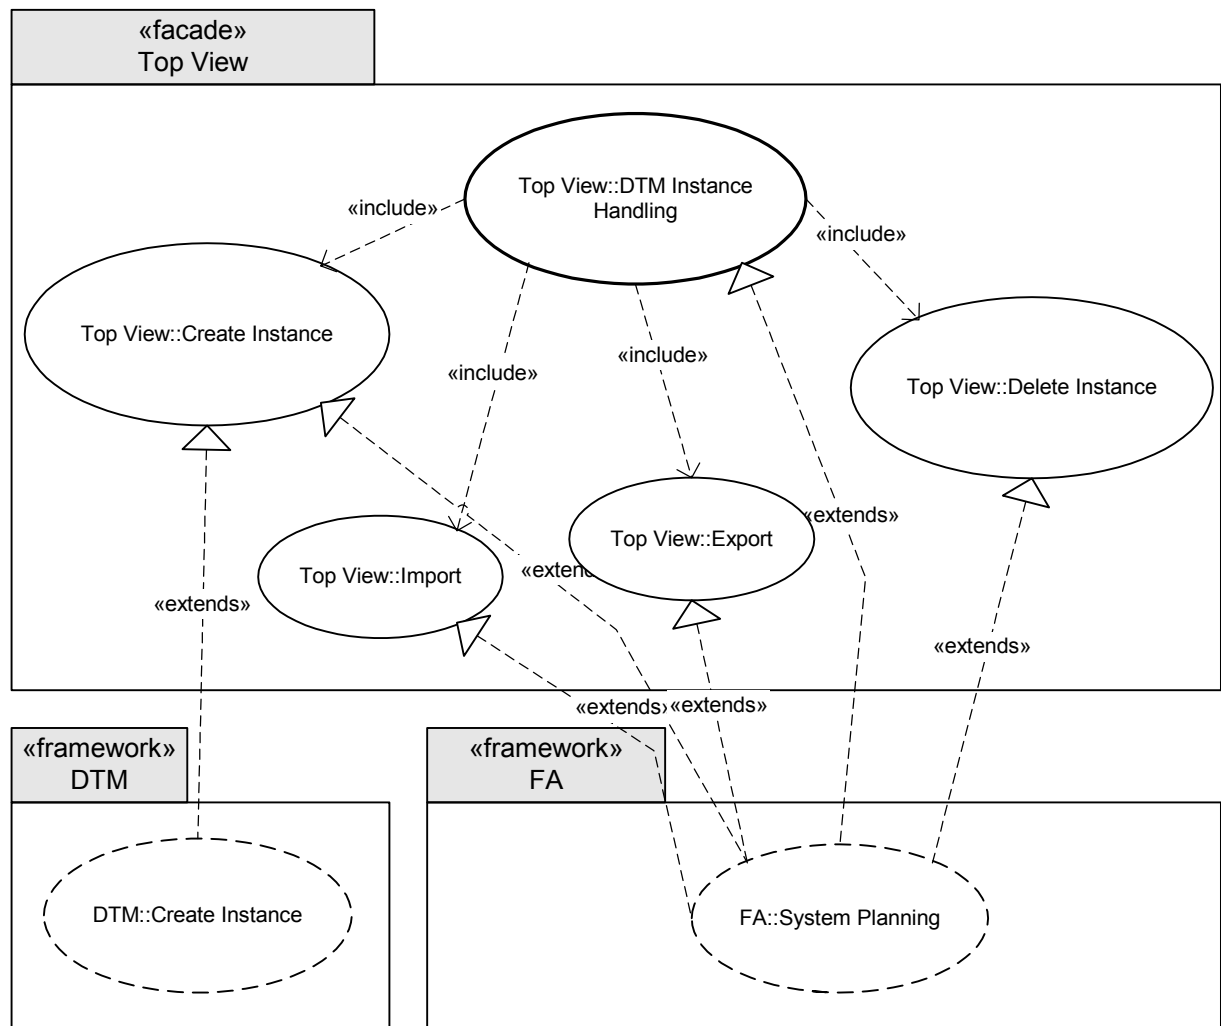 «facade»
Top View
Top View::DTM Instance
Handling
«include»
«include»
Top View::Create Instance
«include»
«include»
Top View::Delete Instance
«extends»
Top View::Export
«extend
Top View::Import
«extends»
«extends»
«extends»
«extends»
«framework»
DTM
«framework»
FA
DTM::Create Instance
FA::System Planning